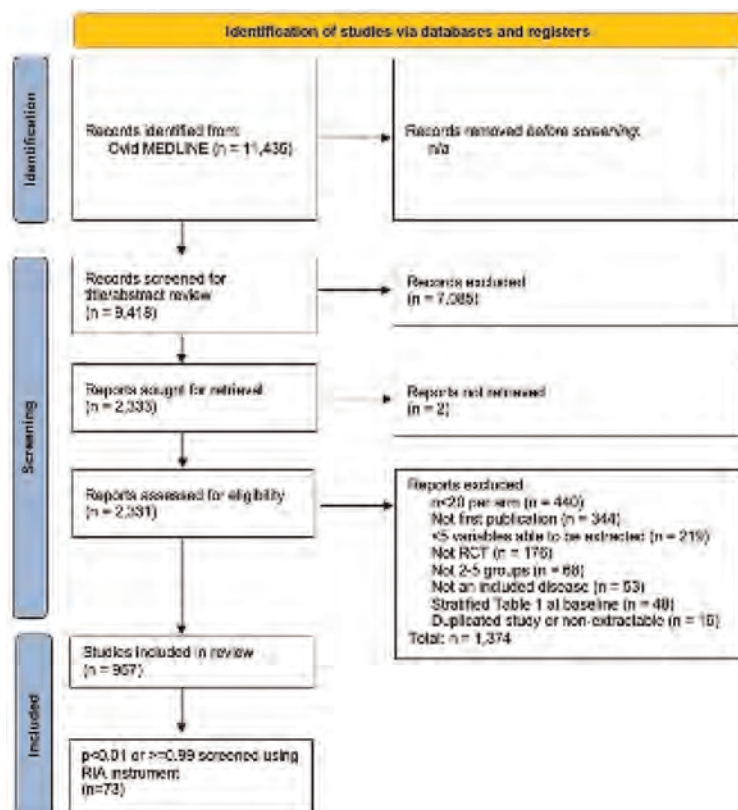 Identification of studies via databases and registers
Identification
Records identified from:
Ovid MEDLINE (n =
Records removed before screening:
n/a
Screening
Records screened for
title/abstract review
(n = 9,418)
Records excluded
(n = 7,085)
Reports sought for retrieval
(n = 2,333)
Reports not retrieved
(n = 2)
Reports assessed for eligibility
(n = 2,331)
Reports excluded
n<20 per arm (n = 440)
Not first publication (n = 344)
<5 variables able to be extracted (n = 219)
Not RCT (n = 176)
Not 2-5 groups (n = 68)
Not an included disease (n = 63)
Stratified Table 1 at baseline (n = 48)
Duplicated study or non-extractable (n = 16)
Total: n = 1,374
Included
Studies included in review
(n = 957)
p<0.01 or >=0.99 screened using
RIA instrument
(n=73)